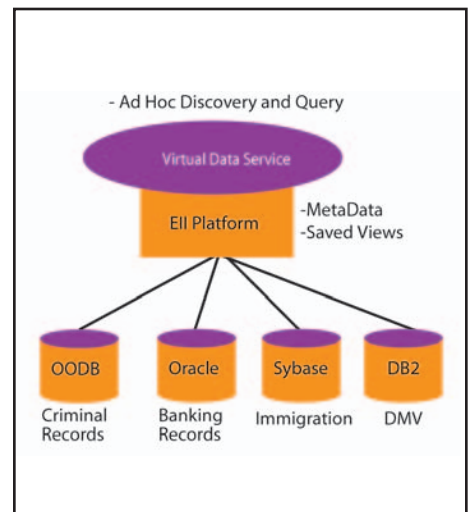 - Ad Hoc Discovery and Query
Virtual Data Service
EII Platform
-MetaData
-Saved Views
OODB
Oracle
Sybase
DB2
Criminal
Records
Banking
Records
Immigration
DMV